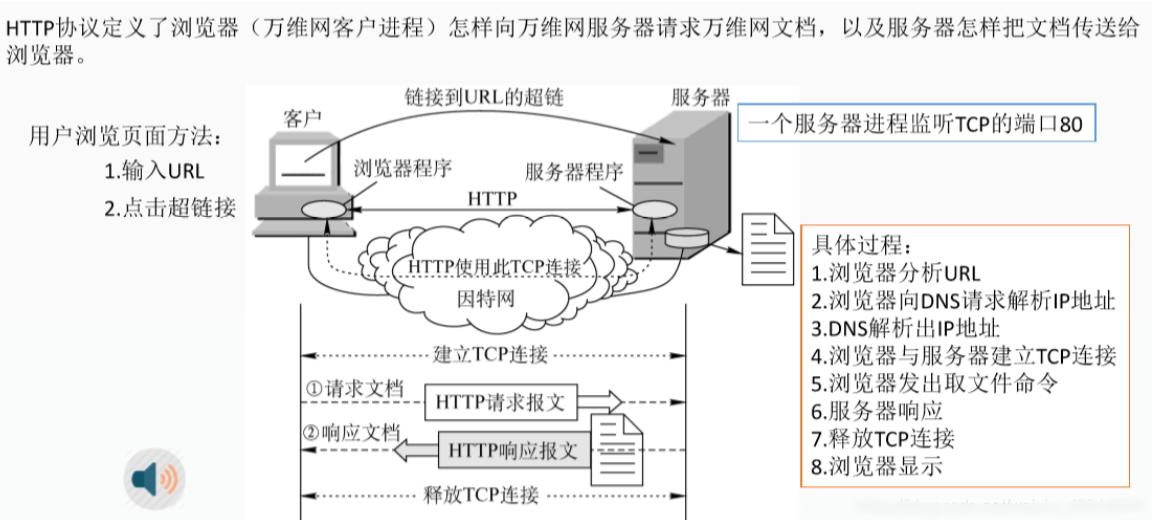 HTTP协议定义了浏览器（万维网客户进程）怎样向万维网服务器请求万维网文档，以及服务器怎样把文档传送给
浏览器。
用户浏览页面方法：
1.输入URL
2.点击超链接
链接到URL的超链
客户
服务器
浏览器程序
服务器程序
HTTP
HTTP使用此TCP连接
因特网
建立TCP连接
①请求文档
HTTP请求报文
②响应文档
HTTP响应报文
释放TCP连接
一个服务器进程监听TCP的端口80
具体过程：
1.浏览器分析URL
2.浏览器向DNS请求解析IP地址
3.DNS解析出IP地址
4.浏览器与服务器建立TCP连接
5.浏览器发出取文件命令
6.服务器响应
7.释放TCP连接
8.浏览器显示